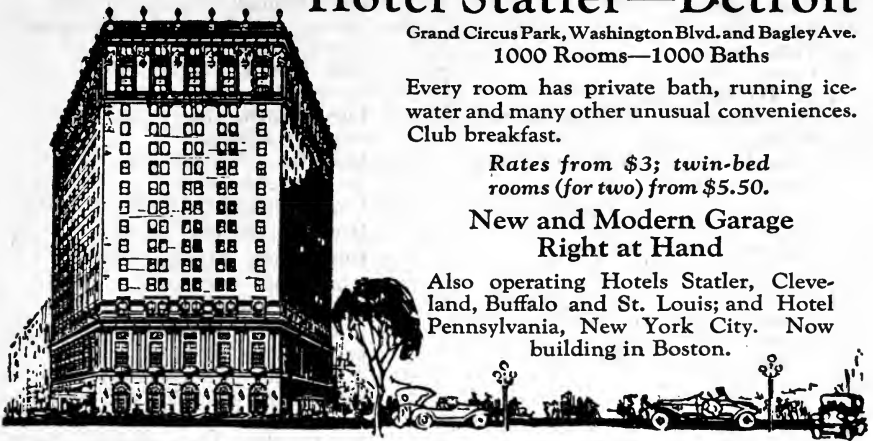 Hotel Statler—Detroit
Grand Circus Park, Washington Blvd. and Bagley Ave.
1000 Rooms—1000 Baths
Every room has private bath, running ice-
water and many other unusual conveniences.
Club breakfast.
Rates from $3; twin-bed
rooms (for two) from $5.50.
New and Modern Garage
Right at Hand
Also operating Hotels Statler, Cleve-
land, Buffalo and St. Louis; and Hotel
Pennsylvania, New York City. Now
building in Boston.